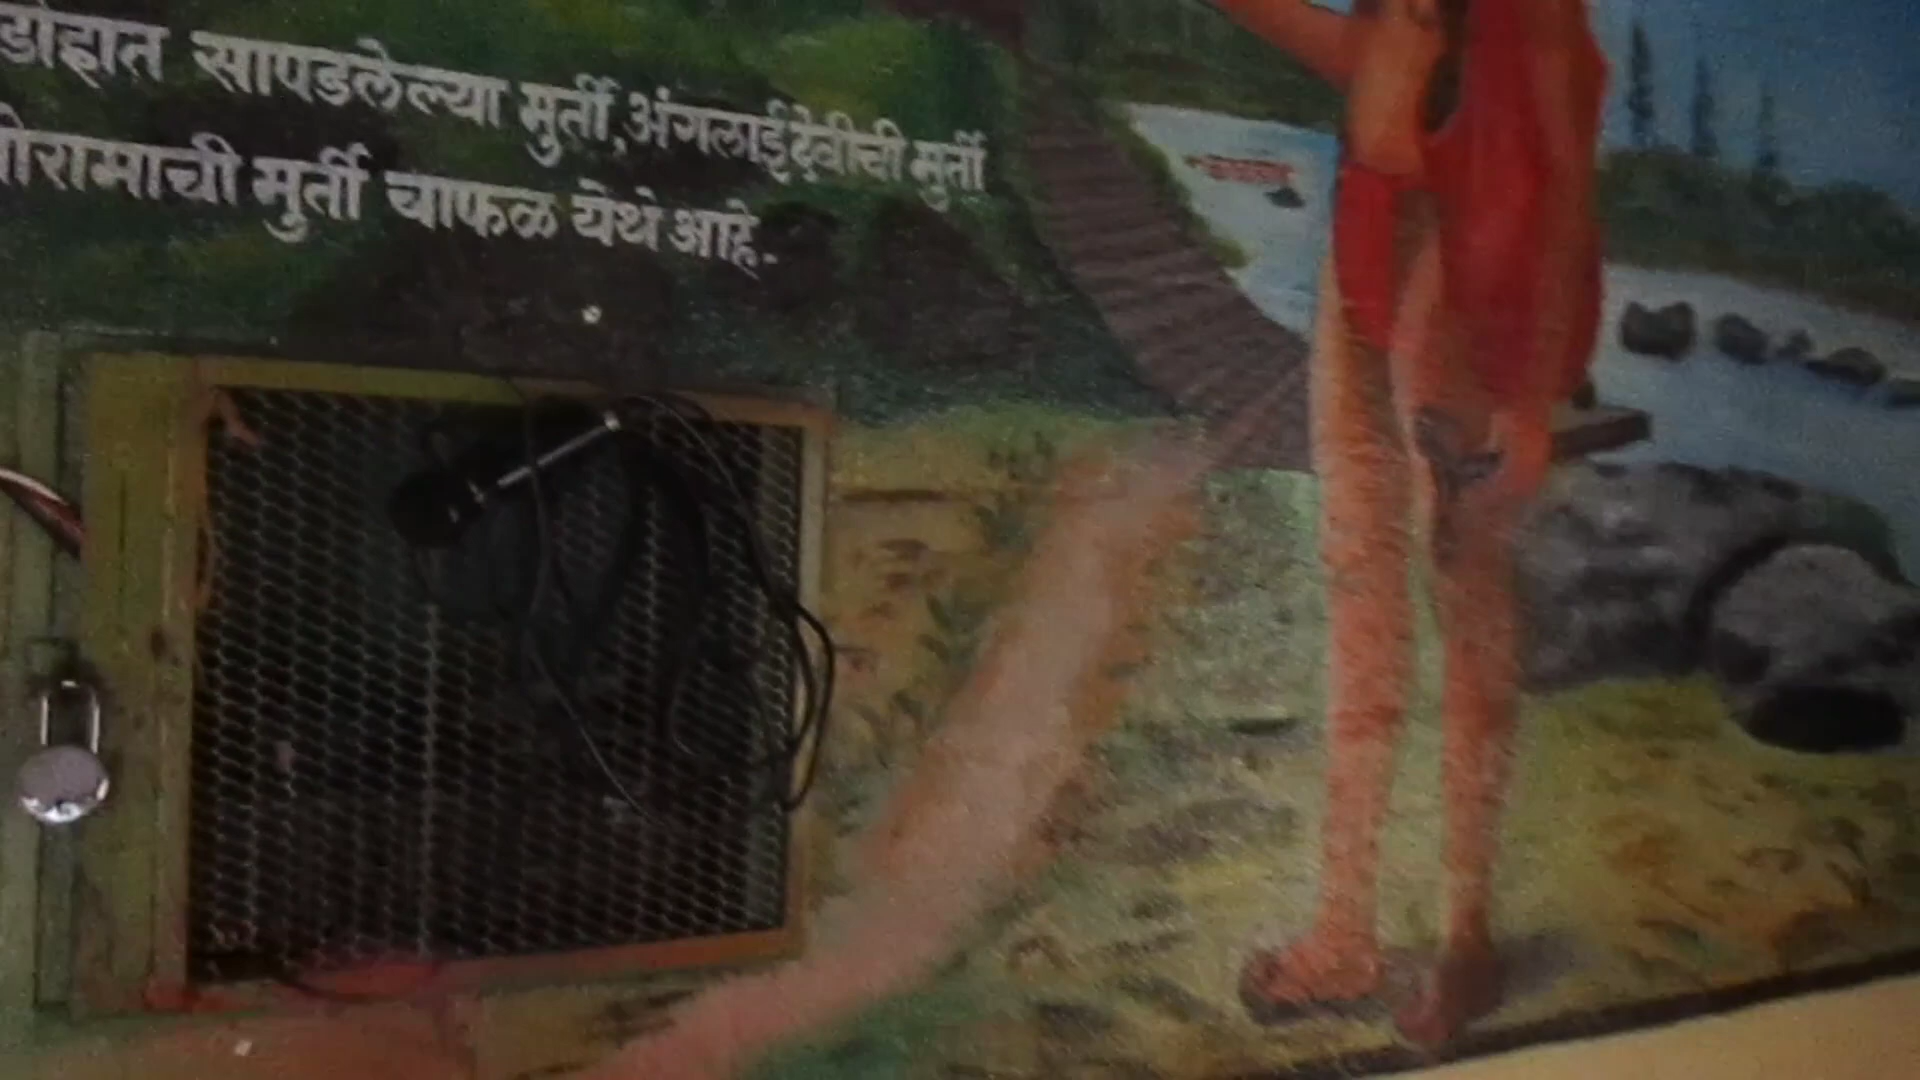 डोहात सापडलेल्या मुर्ती,अंगलाईदेवीची मुर्ती
मुर्ती चाफळ येथे आहे.